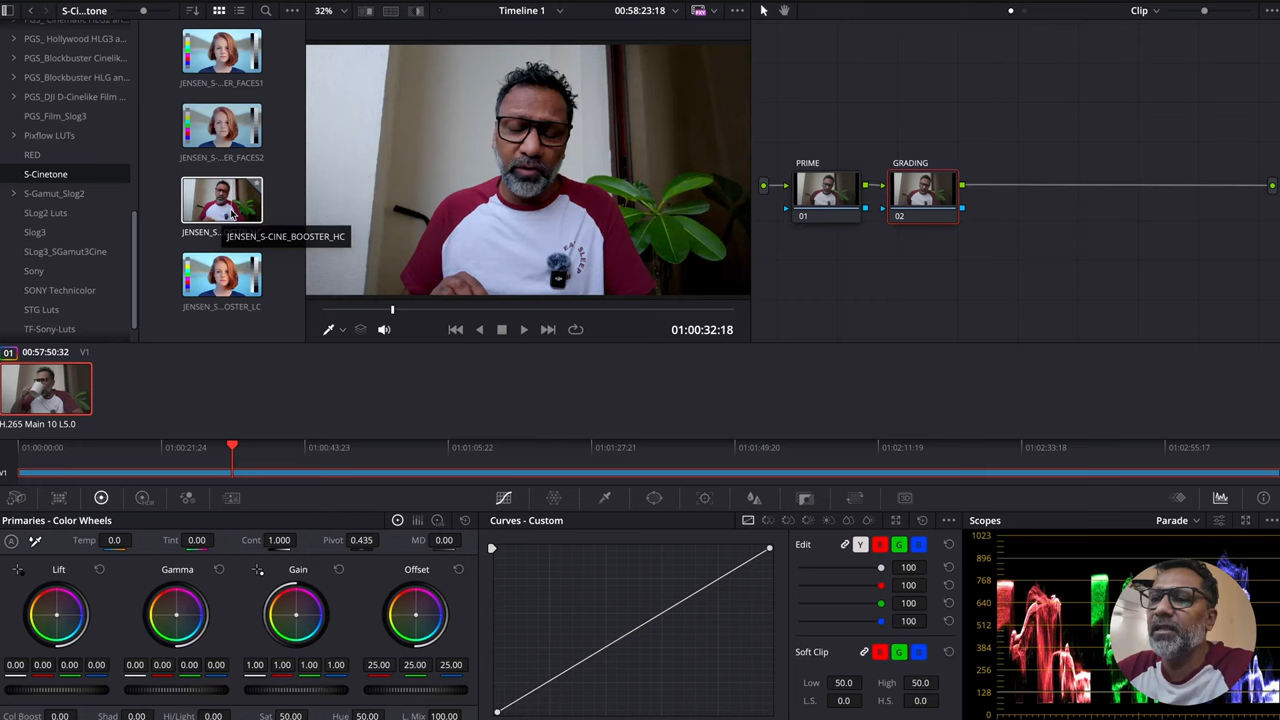 S-Ci...tone
32%
Timeline 1
00:58:23:18
Clip
PGS_ Hollywood HLG3 a...
PGS_Blockbuster Cinelik...
PGS_Blockbuster HLG an...
PGS_DJI D-Cinelike Film ...
PGS_Film_Slog3
Pixflow LUTs
RED
S-Cinetone
S-Gamut_Slog2
SLog2 Luts
Slog3
SLog3_SGamut3Cine
Sony
SONY Technicolor
STG Luts
TF-Sony-Luts
JENSEN_S-...ER_FACES1
JENSEN_S-...ER_FACES2
JENSEN_S...
JENSEN_S-CINE_BOOSTER_HC
JENSEN_S...OSTER_LC
EA
SLEEP
DJI
01:00:32:18
PRIME
GRADING
01
02
01
00:57:50:32
V1
H.265 Main 10 L5.0
01:00:00:00
01:00:21:24
01:00:43:23
01:01:05:22
01:01:27:21
01:01:49:20
01:02:11:19
01:02:33:18
01:02:55:17
V1
Primaries - Color Wheels
Temp 0.0
Tint 0.00
Cont 1.000
Pivot 0.435
MD 0.00
Lift
Gamma
Gain
Offset
0.00 0.00 0.00 0.00
0.00 0.00 0.00 0.00
1.00 1.00 1.00 1.00
25.00 25.00 25.00
Col Boost 0.00
Shad 0.00
Hi/Light 0.00
Sat 50.00
Hue 50.00
L. Mix 100.00
Curves - Custom
Edit
Y
R
G
B
100
100
100
100
Soft Clip
R
G
B
Low 50.0
High 50.0
L.S. 0.0
H.S. 0.0
Scopes
Parade
1023
896
768
640
512
384
256
128
0